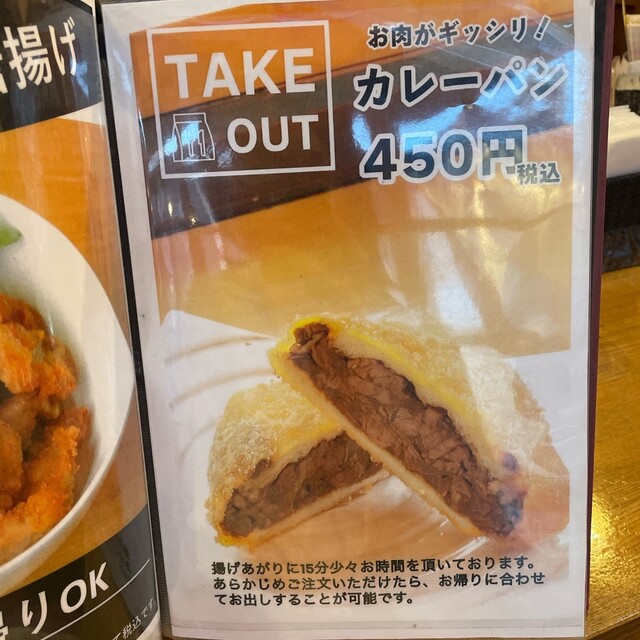 揚げ
TAKE
OUT
お肉がギッシリ!
カレーパン
450円
税込
揚げあがりに15分少々お時間を頂いております。
あらかじめご注文いただけたら、お帰りに合わせ
てお出しすることが可能です。
りOK
税込です